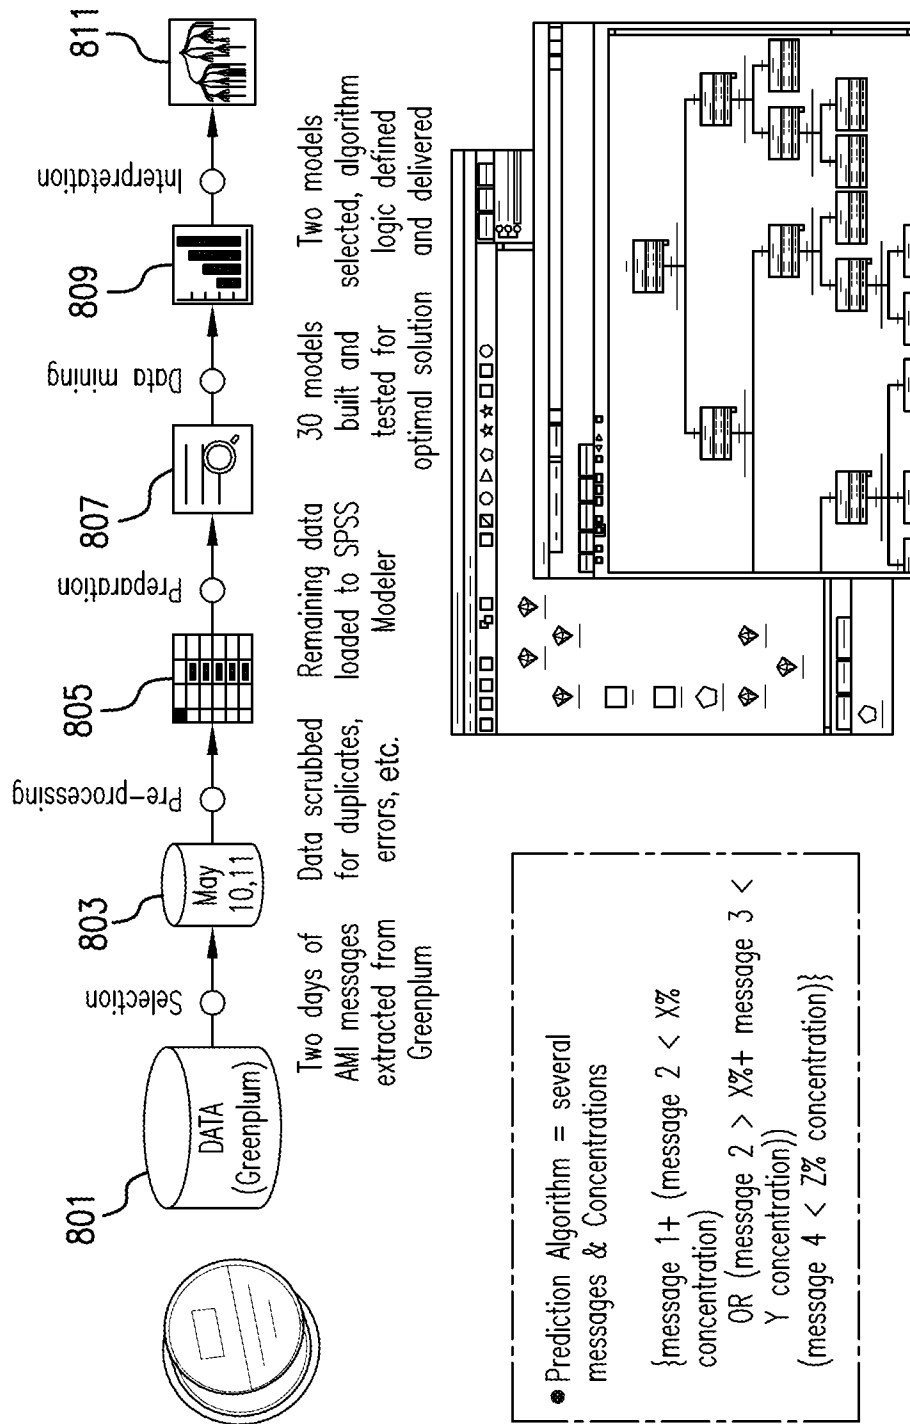 801
DATA
(Greenplum)
Selection
Two days of
AMI messages
extracted from
Greenplum
803
May
10,11
Pre-processing
Data scrubbed
for duplicates,
errors, etc.
805
Preparation
Remaining data
loaded to SPSS
Modeler
807
Data mining
30 models
built and
tested for
optimal solution
809
Interpretation
Two models
selected, algorithm
logic defined
and delivered
811
● Prediction Algorithm = several
messages & Concentrations
{message 1+ (message 2 < X%
concentration)
OR (message 2 > X%+ message 3 <
Y concentration))
(message 4 < Z% concentration)}